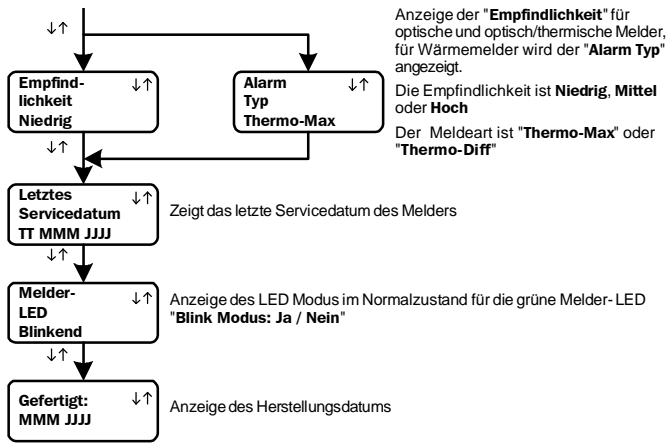 ↓↑
Anzeige der "Empfindlichkeit" für
optische und optisch/thermische Melder,
für Wärmemelder wird der "Alarm Typ"
angezeigt.
Die Empfindlichkeit ist Niedrig, Mittel
oder Hoch
Der Meldeart ist "Thermo-Max" oder
"Thermo-Diff"
Empfind- ↓↑
lichkeit
Niedrig
Alarm ↓↑
Typ
Thermo-Max
↓↑
Letztes ↓↑
Servicedatum
TT MMM JJJJ
Zeigt das letzte Servicedatum des Melders
↓↑
Melder- ↓↑
LED
Blinkend
Anzeige des LED Modus im Normalzustand für die grüne Melder- LED
"Blink Modus: Ja / Nein"
↓↑
Gefertigt: ↓↑
MMM JJJJ
Anzeige des Herstellungsdatums